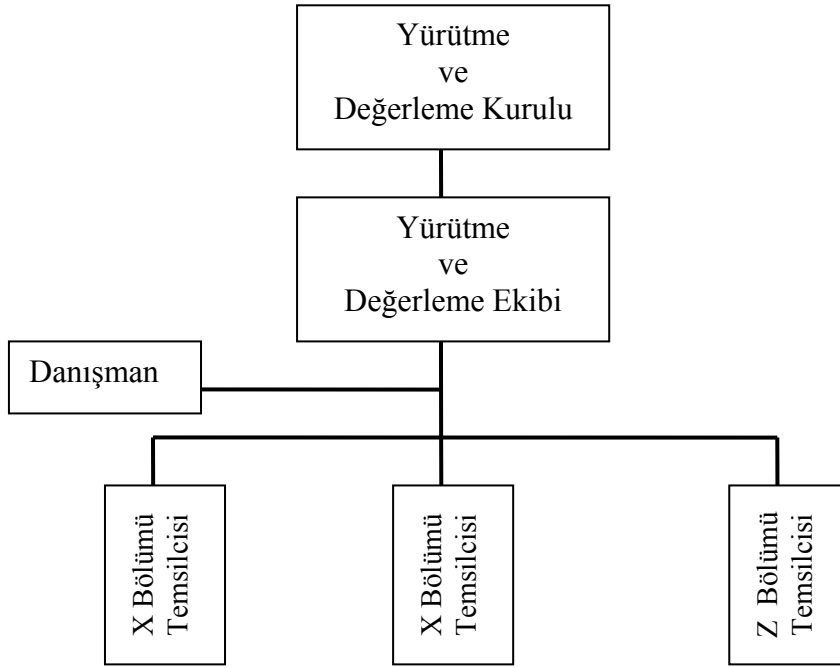 Yürütme
ve
Değerleme Kurulu
Yürütme
ve
Değerleme Ekibi
Danışman
X Bölümü
Temsilcisi
X Bölümü
Temsilcisi
Z Bölümü
Temsilcisi